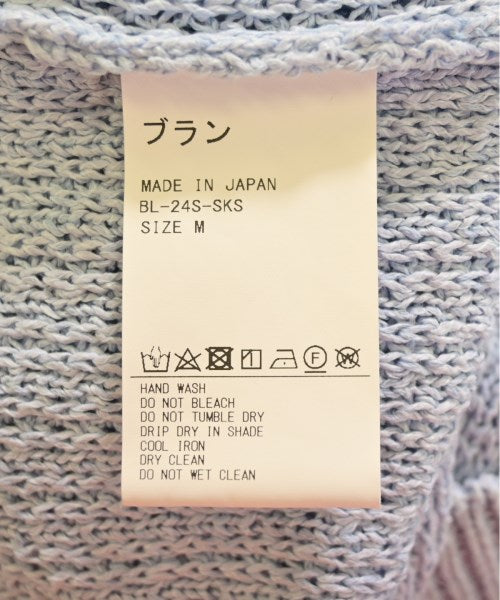 ブラン
MADE IN JAPAN
BL-24S-SKS
SIZE M
F
W
HAND WASH
DO NOT BLEACH
DO NOT TUMBLE DRY
DRIP DRY IN SHADE
COOL IRON
DRY CLEAN
DO NOT WET CLEAN